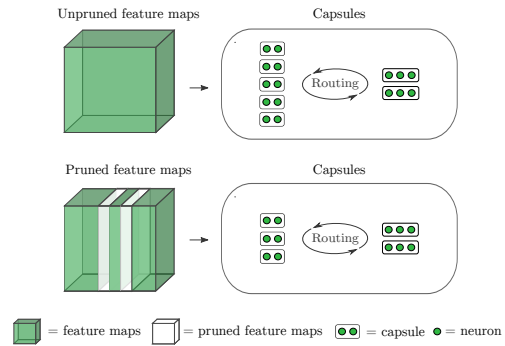 Unpruned feature maps
Capsules
Routing
Pruned feature maps
Capsules
Routing
= feature maps = pruned feature maps = capsule = neuron